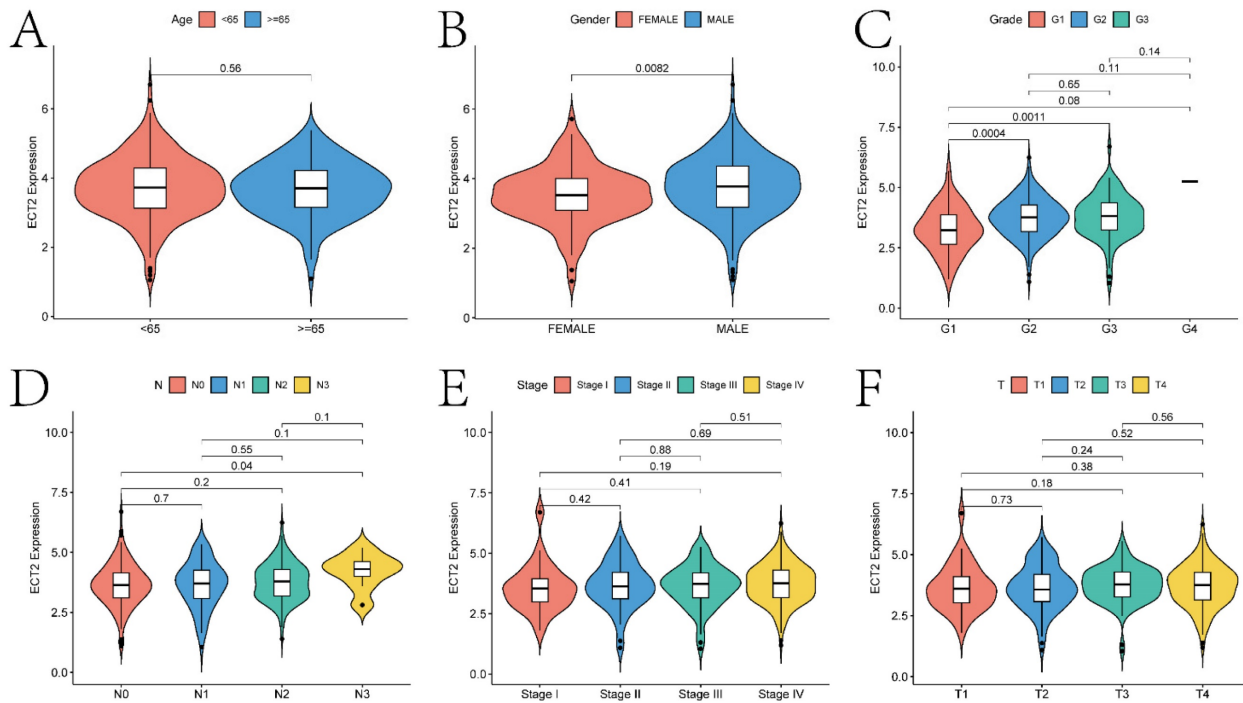 A
Age <65 >=65
ECT2 Expression
6
4
2
0
0.56
<65 >=65
B
Gender FEMALE MALE
ECT2 Expression
6
4
2
0
0.0082
FEMALE MALE
C
Grade G1 G2 G3
ECT2 Expression
10.0
7.5
5.0
2.5
0.0
0.14
0.11
0.65
0.08
0.0011
0.0004
G1 G2 G3 G4
D
N N0 N1 N2 N3
ECT2 Expression
10.0
7.5
5.0
2.5
0.0
0.1
0.1
0.55
0.04
0.2
0.7
N0 N1 N2 N3
E
Stage Stage I Stage II Stage III Stage IV
ECT2 Expression
10.0
7.5
5.0
2.5
0.0
0.51
0.69
0.88
0.19
0.41
0.42
Stage I Stage II Stage III Stage IV
F
T T1 T2 T3 T4
ECT2 Expression
10.0
7.5
5.0
2.5
0.0
0.56
0.52
0.24
0.38
0.18
0.73
T1 T2 T3 T4